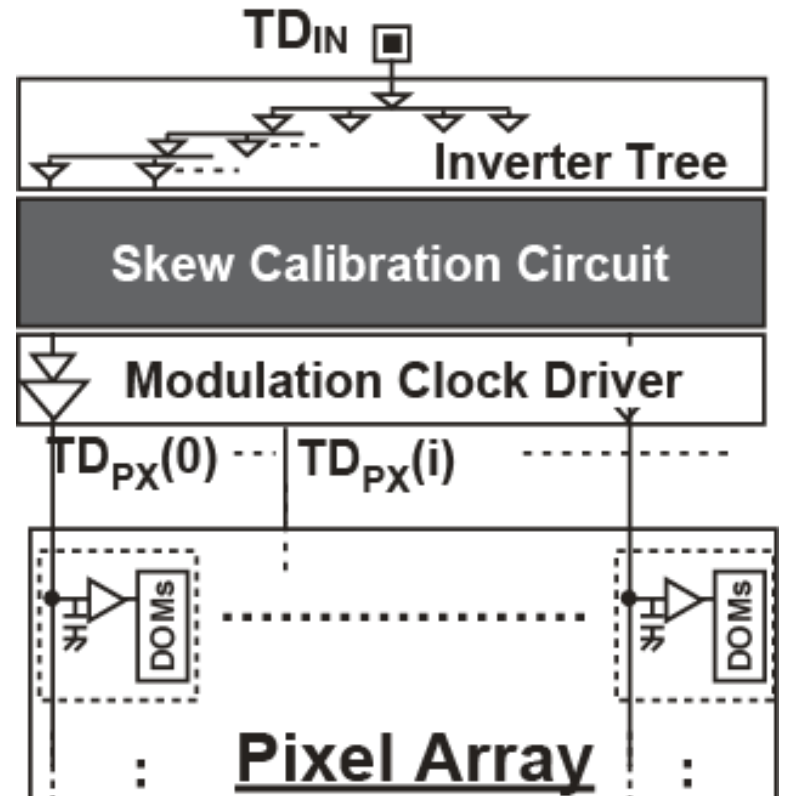 TDIN
Inverter Tree
Skew Calibration Circuit
Modulation Clock Driver
TDPX(0) TDPX(i)
DOMs DOMs
Pixel Array